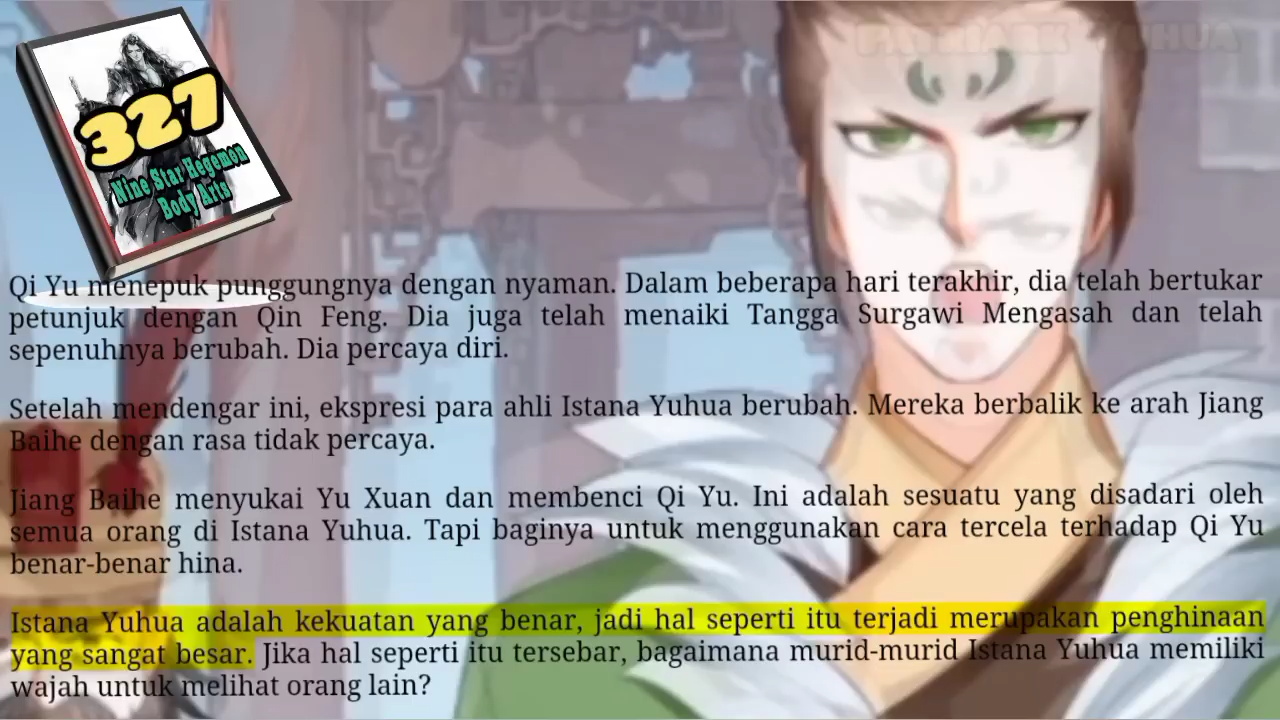 PATRIARK YUHUA
327
Nine Star Hegemon
Body Arts
Qi Yu menepuk punggungnya dengan nyaman. Dalam beberapa hari terakhir, dia telah bertukar
petunjuk dengan Qin Feng. Dia juga telah menaiki Tangga Surgawi Mengasah dan telah
sepenuhnya berubah. Dia percaya diri.
Setelah mendengar ini, ekspresi para ahli Istana Yuhua berubah. Mereka berbalik ke arah Jiang
Baihe dengan rasa tidak percaya.
Jiang Baihe menyukai Yu Xuan dan membenci Qi Yu. Ini adalah sesuatu yang disadari oleh
semua orang di Istana Yuhua. Tapi baginya untuk menggunakan cara tercela terhadap Qi Yu
benar-benar hina.
Istana Yuhua adalah kekuatan yang benar, jadi hal seperti itu terjadi merupakan penghinaan
yang sangat besar. Jika hal seperti itu tersebar, bagaimana murid-murid Istana Yuhua memiliki
wajah untuk melihat orang lain?